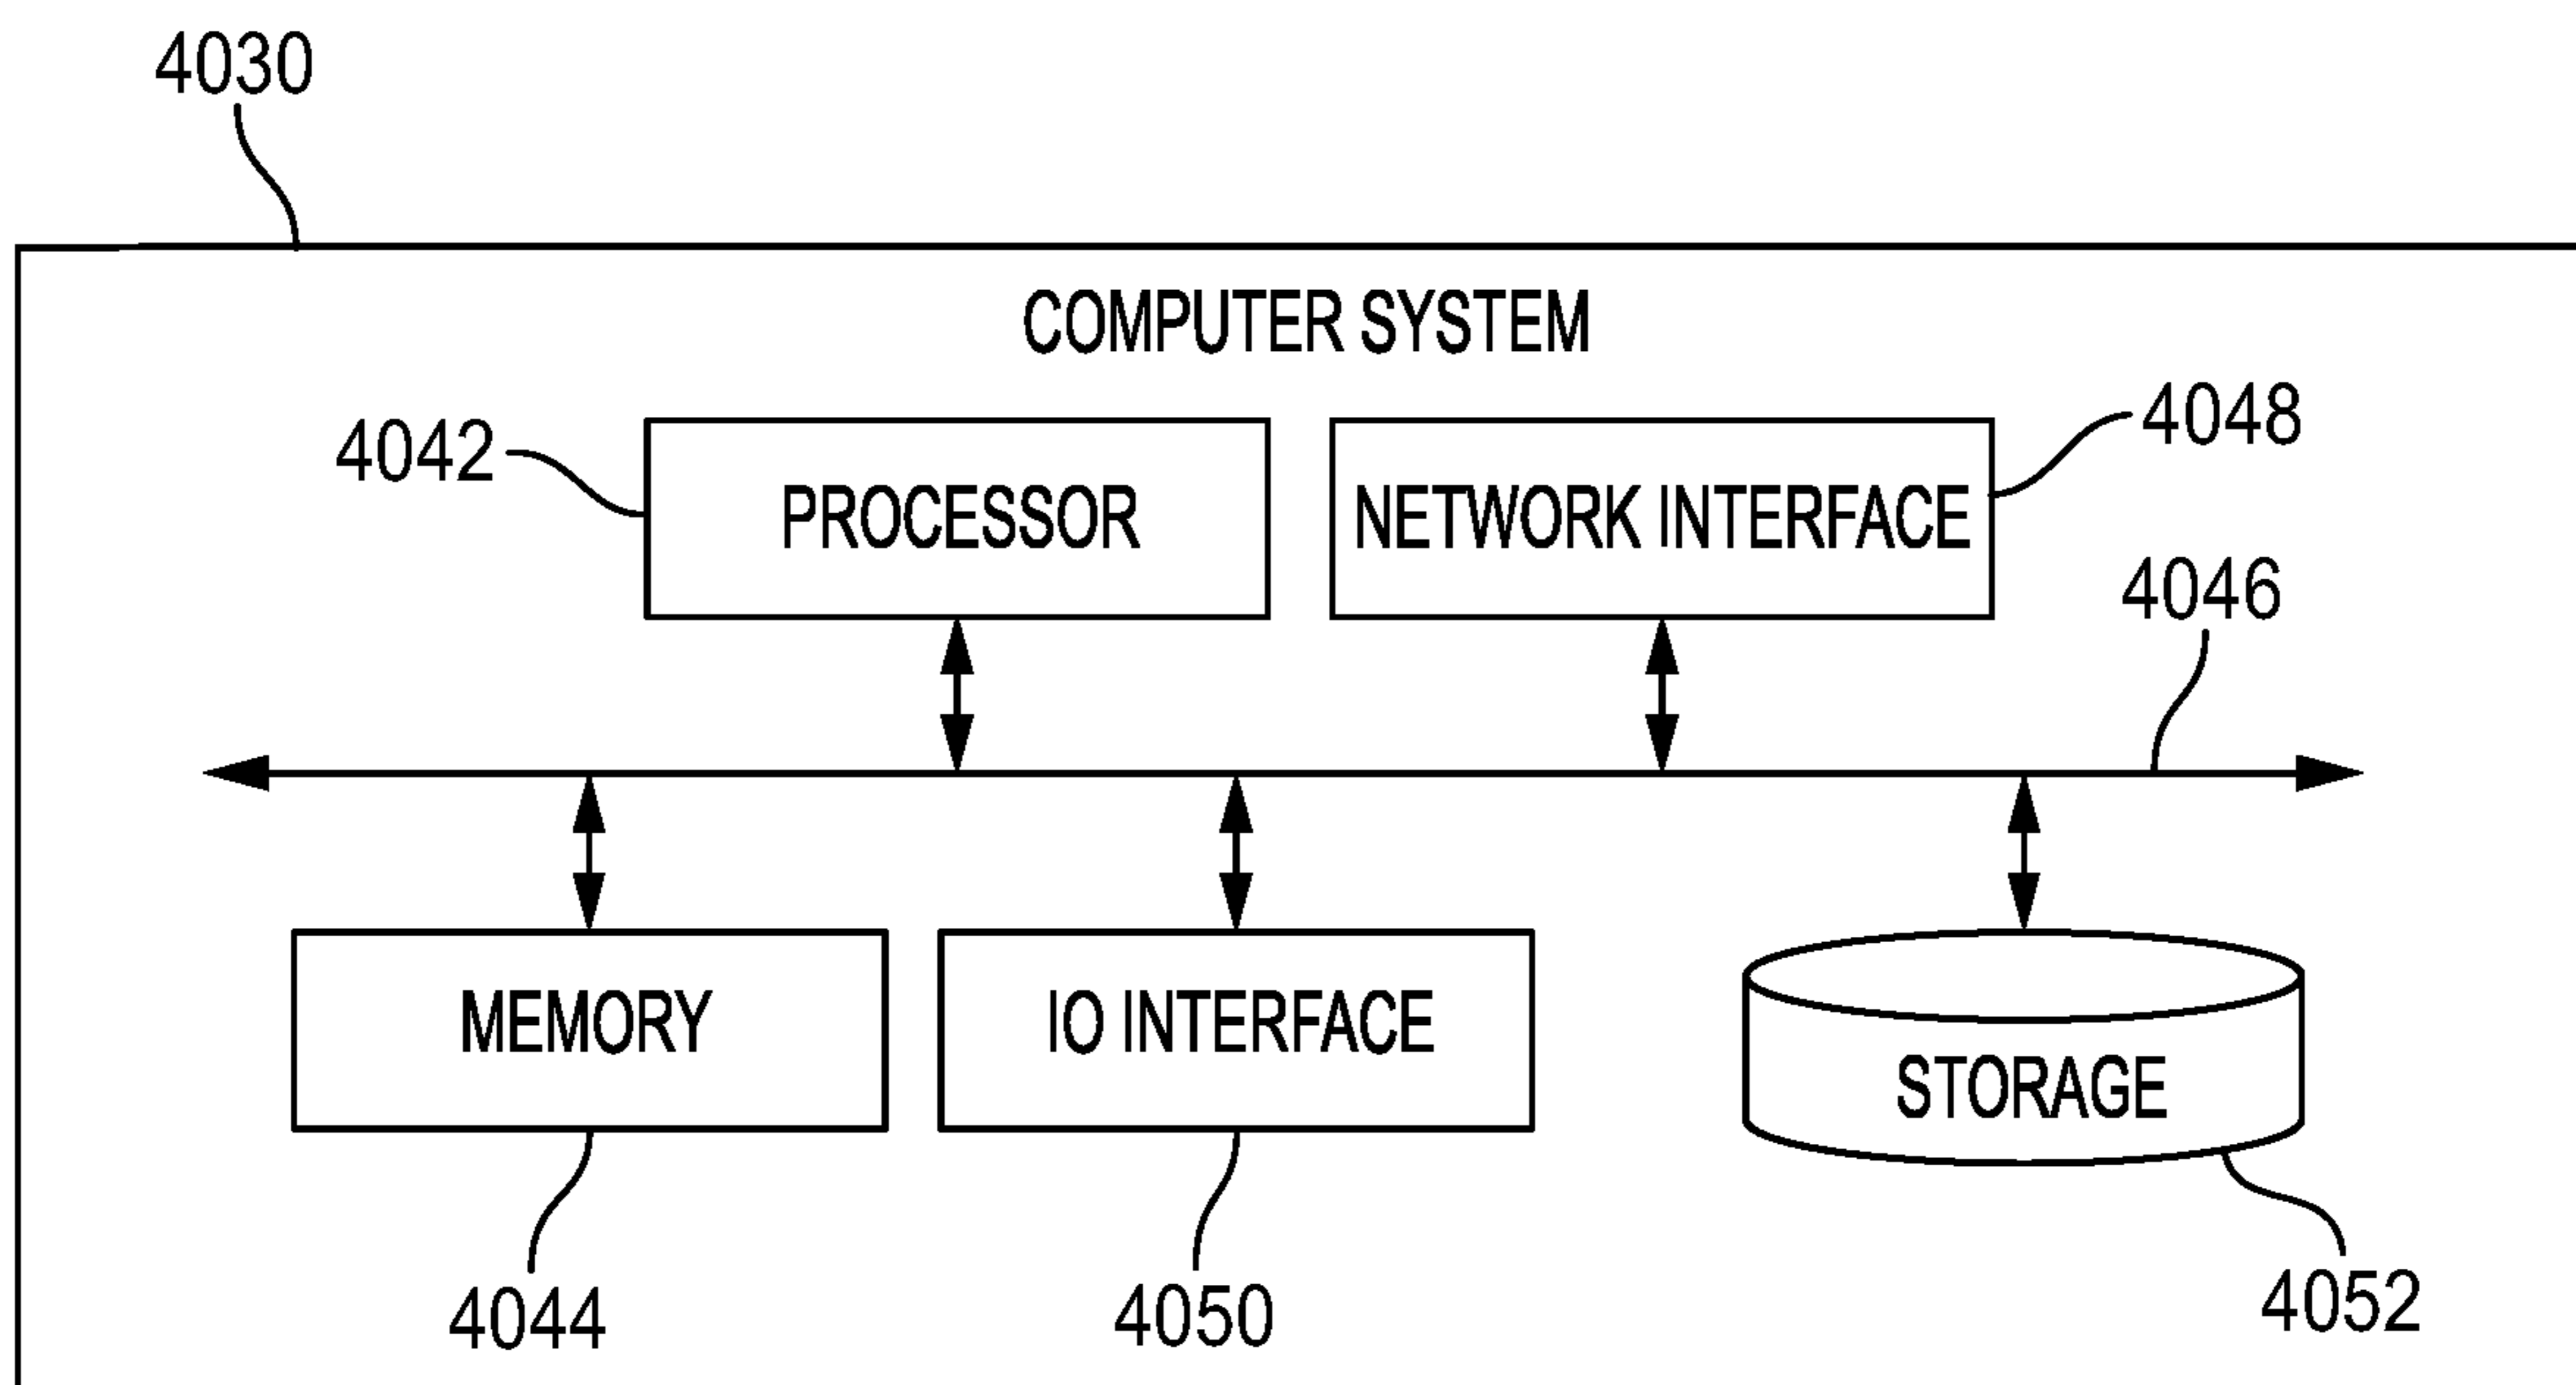 4030
COMPUTER SYSTEM
4042
PROCESSOR
NETWORK INTERFACE
4048
4046
MEMORY
IO INTERFACE
STORAGE
4044
4050
4052